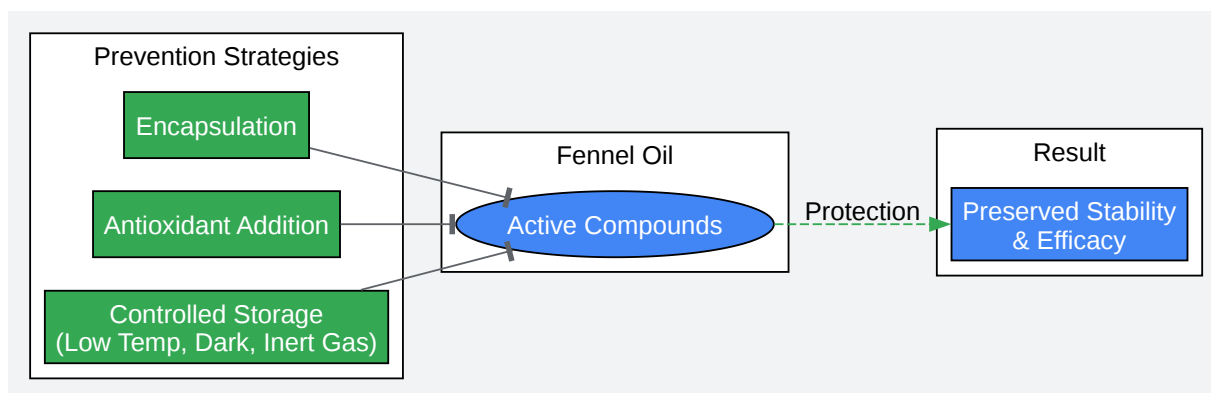 Prevention Strategies
Encapsulation
Antioxidant Addition
Controlled Storage
(Low Temp, Dark, Inert Gas)
Fennel Oil
Active Compounds
Protection
Result
Preserved Stability
& Efficacy